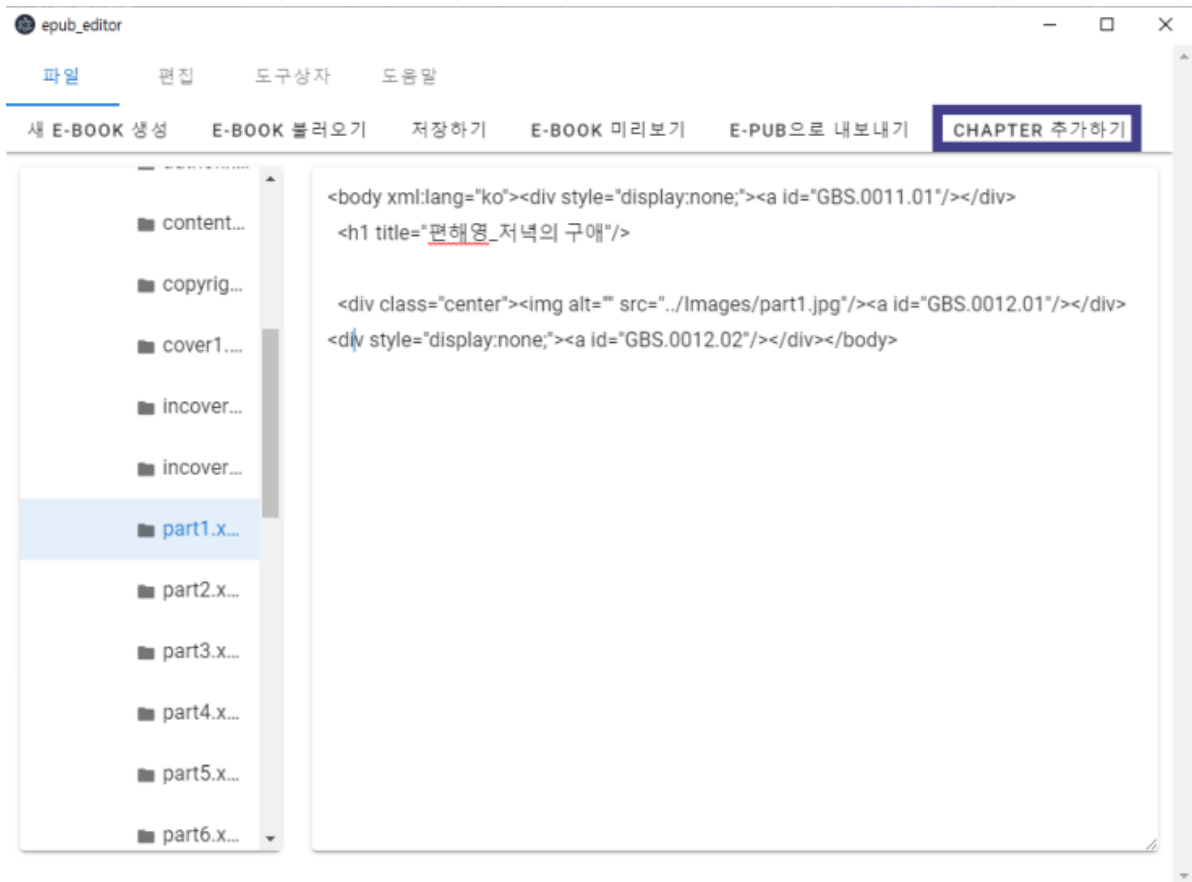 epub_editor
파일 편집 도구상자 도움말
새 E-BOOK 생성 E-BOOK 불러오기 저장하기 E-BOOK 미리보기 E-PUB으로 내보내기 CHAPTER 추가하기
content...
copyrig...
cover1....
incover...
incover...
part1.x...
part2.x...
part3.x...
part4.x...
part5.x...
part6.x...
<body xml:lang="ko"><div style="display:none;"><a id="GBS.0011.01"/></div>
<h1 title="편해영_저녁의 구애"/>
<div class="center"><img alt="" src="../Images/part1.jpg"/><a id="GBS.0012.01"/></div>
<div style="display:none;"><a id="GBS.0012.02"/></div></body>